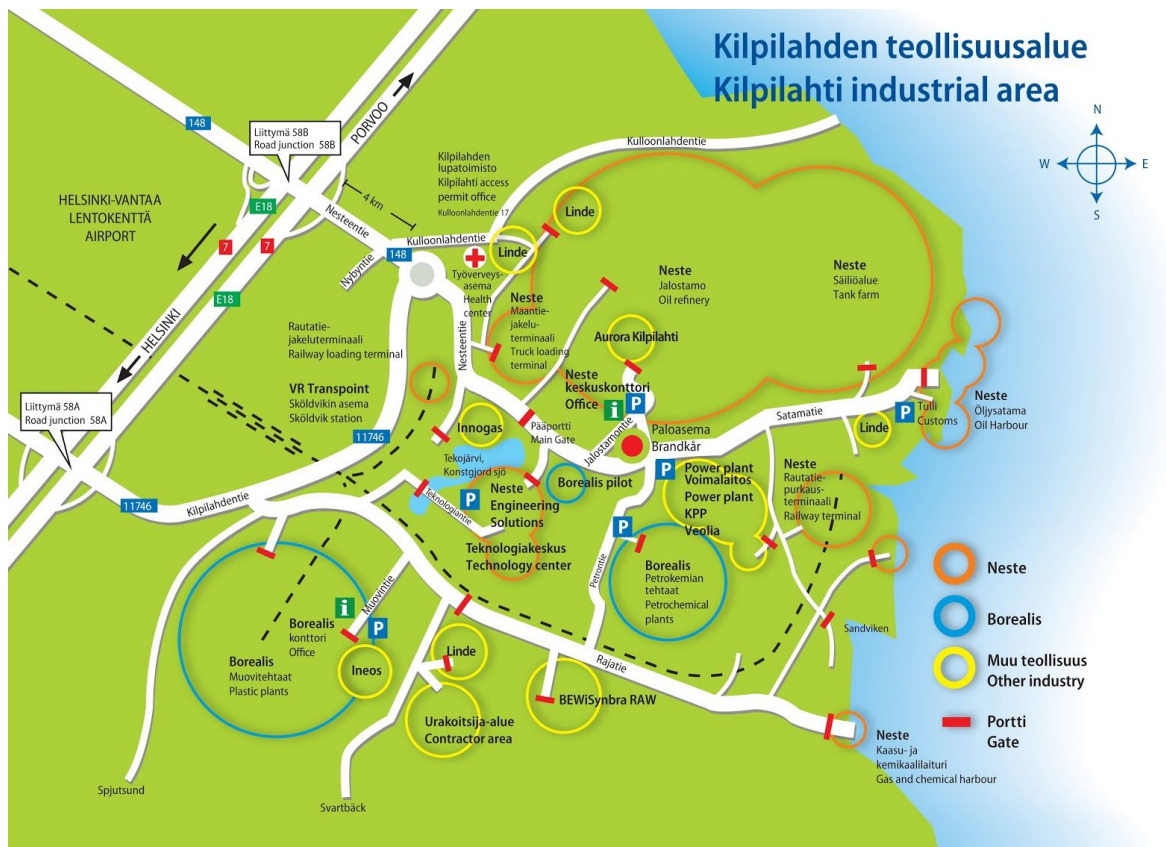 Kilpilahden teollisuusalue
Kilpilahti industrial area
N
W
E
S
148
Liittymä 58B
Road junction 58B
PORVOO
HELSINKI-VANTAA
LENTOKENTTÄ
AIRPORT
E18
7
7
E18
HELSINKI
4 km
Nesteentie
Nybyntie
148
Kulloonlahdentie
Kulloonlahdentie
Kilpilahden
lupatoimisto
Kilpilahti access
permit office
Kulloonlahdentie 17
Linde
Linde
Työverveys-
asema
Health
center
Neste
Maantie-
jakelu-
terminaali
Truck loading
terminal
Neste
Jalostamo
Oil refinery
Neste
Säiliöalue
Tank farm
Aurora Kilpilahti
Neste
keskuskonttori
Office
i
P
Rautatie-
jakeluterminaali
Railway loading terminal
VR Transpoint
Sköldvikin asema
Sköldvik station
Nesteentie
Liittymä 58A
Road junction 58A
11746
11746
Kilpilahdentie
Innogas
Pääportti
Main Gate
Jalostamontie
Paloasema
Brandkår
Satamatie
Linde
P
Tulli
Customs
Neste
Öljysatama
Oil Harbour
Tekojärvi,
Konstgjord sjö
Teknologiantie
P
Neste
Engineering
Solutions
Teknologiakeskus
Technology center
Borealis pilot
P
Power plant
Voimalaitos
Power plant
KPP
Veolia
Neste
Rautatie-
purkaus-
terminaali
Railway terminal
P
Petrontie
Borealis
Petrokemian
tehtaat
Petrochemical
plants
Muovintie
i
P
Borealis
konttori
Office
Borealis
Muovitehtaat
Plastic plants
Ineos
Linde
Urakoitsija-alue
Contractor area
BEWiSynbra RAW
Rajatie
Sandviken
Neste
Kaasu- ja
kemikaalilaituri
Gas and chemical harbour
Spjutsund
Svartbäck
Neste
Borealis
Muu teollisuus
Other industry
Portti
Gate